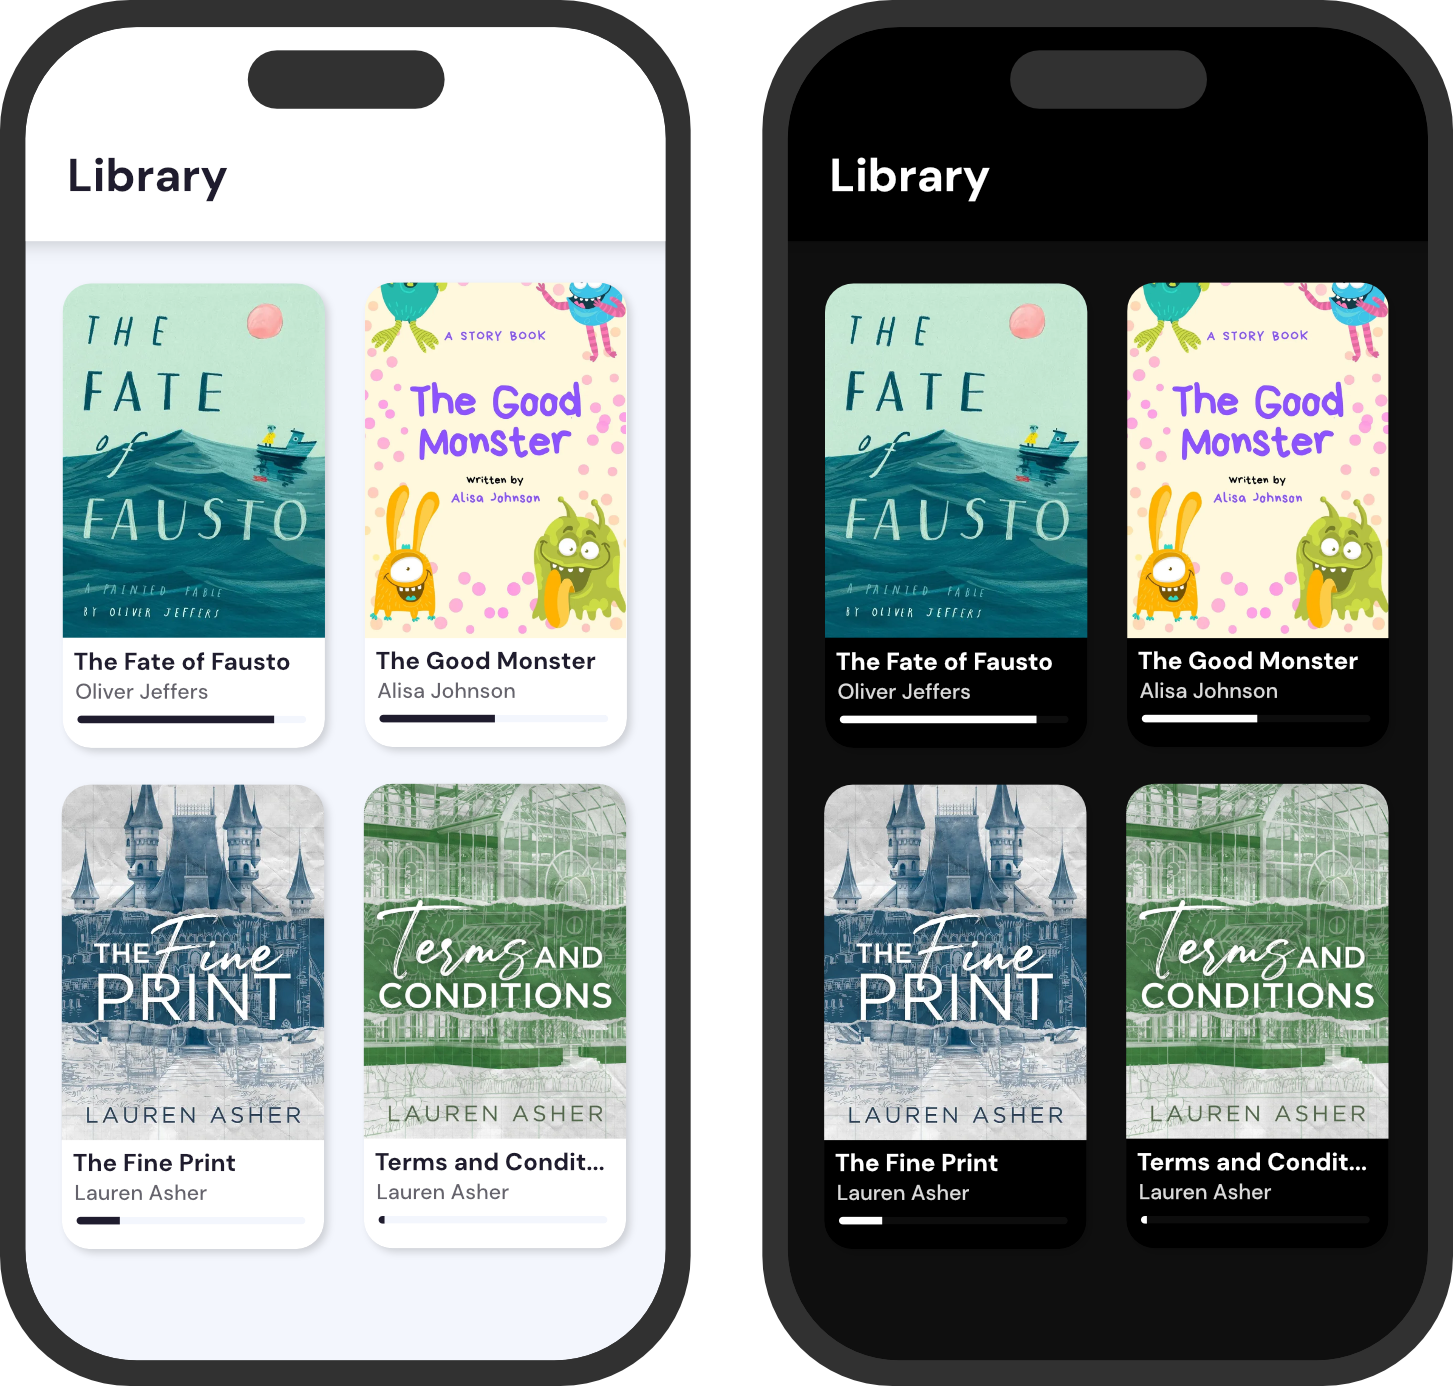 Library
THE
FATE
of
FAUSTO
A PAINTED FABLE
BY OLIVER JEFFERS
The Fate of Fausto
Oliver Jeffers
A STORY BOOK
The Good
Monster
written by
Alisa Johnson
The Good Monster
Alisa Johnson
THE Fine
PRINT
LAUREN ASHER
The Fine Print
Lauren Asher
Terms AND
CONDITIONS
LAUREN ASHER
Terms and Condit...
Lauren Asher
Library
THE
FATE
of
FAUSTO
A PAINTED FABLE
BY OLIVER JEFFERS
The Fate of Fausto
Oliver Jeffers
A STORY BOOK
The Good
Monster
written by
Alisa Johnson
The Good Monster
Alisa Johnson
THE Fine
PRINT
LAUREN ASHER
The Fine Print
Lauren Asher
Terms AND
CONDITIONS
LAUREN ASHER
Terms and Condit...
Lauren Asher